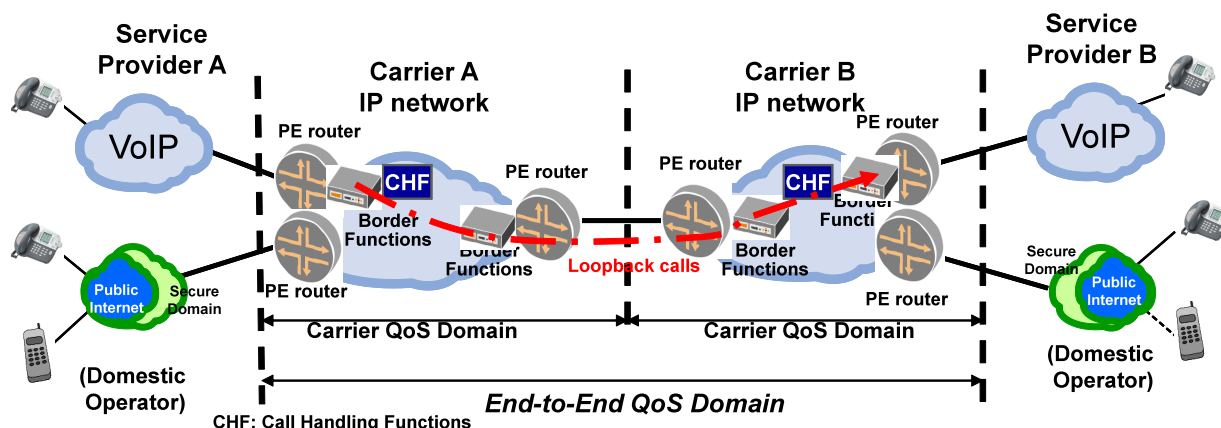 Service
Provider A
Carrier A
IP network
Carrier B
IP network
Service
Provider B
VoIP
PE router
CHF
PE router
PE router
CHF
PE router
VoIP
Border
Functions
Border
Functions
Loopback calls
Border
Functions
Border
Functi
Public
Internet
Secure
Domain
PE router
PE router
Secure
Domain
Public
Internet
Carrier QoS Domain
Carrier QoS Domain
(Domestic
Operator)
(Domestic
Operator)
End-to-End QoS Domain
CHF: Call Handling Functions